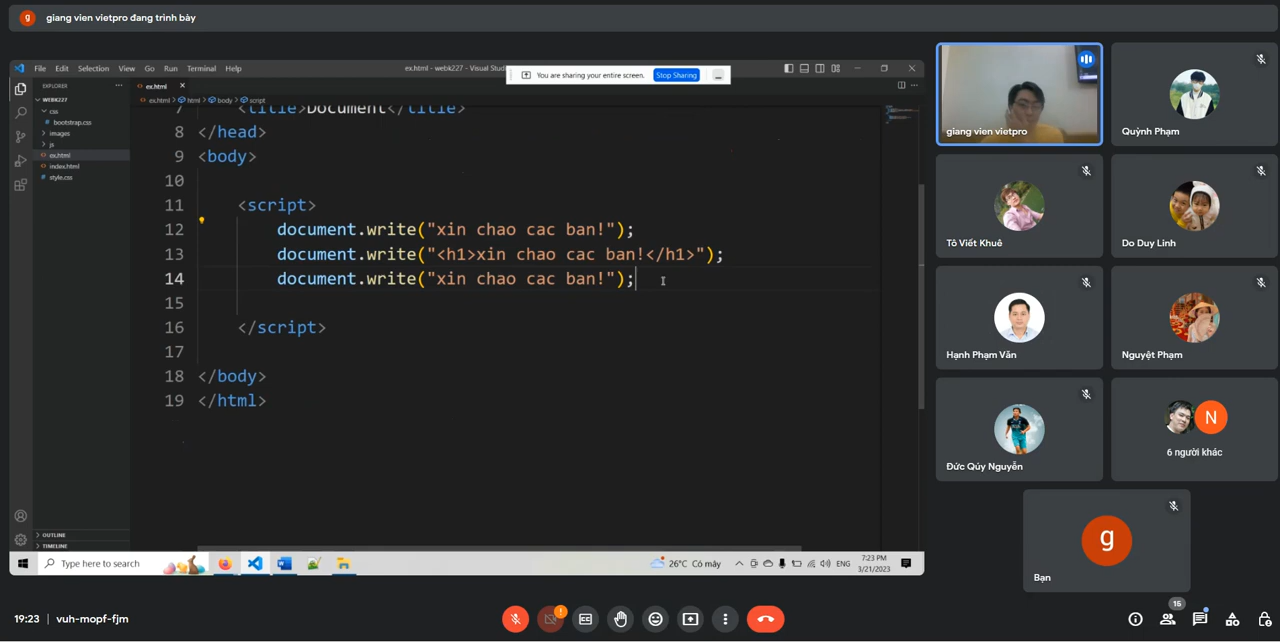 g
giang vien vietpro đang trình bày
File Edit Selection View Go Run Terminal Help
ex.html - webk227 - Visual Stud
You are sharing your entire screen.
Stop Sharing
EXPLORER
ex.html
ex.html > html > body > script
WEBK227
css
bootstrap.css
images
js
ex.html
index.html
style.css
7 <title>Document</title>
8 </head>
9 <body>
10
11 <script>
12 document.write("xin chao cac ban!");
13 document.write("<h1>xin chao cac ban!</h1>");
14 document.write("xin chao cac ban!");
15
16 </script>
17
18 </body>
19 </html>
OUTLINE
TIMELINE
Type here to search
26°C Có mây
ENG
7:23 PM
3/21/2023
giang vien vietpro
Quỳnh Phạm
Tô Viết Khuê
Do Duy Linh
Hạnh Phạm Văn
Nguyệt Phạm
Đức Qúy Nguyễn
N
6 người khác
g
Bạn
19:23 | vuh-mopf-fjm
15